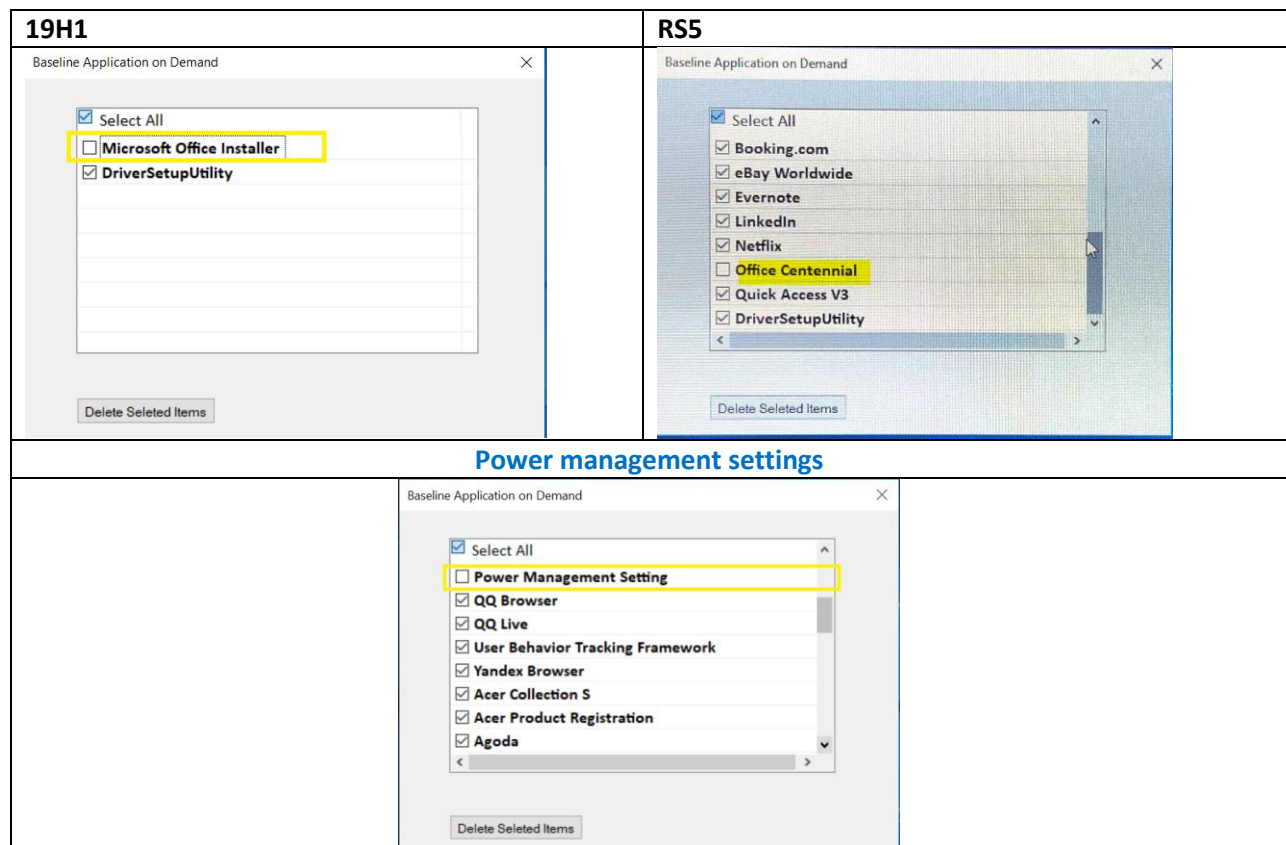 19H1
RS5
Baseline Application on Demand
Select All
Microsoft Office Installer
DriverSetupUtility
Delete Seleted Items
Baseline Application on Demand
Select All
Booking.com
eBay Worldwide
Evernote
LinkedIn
Netflix
Office Centennial
Quick Access V3
DriverSetupUtility
Delete Seleted Items
Power management settings
Baseline Application on Demand
Select All
Power Management Setting
QQ Browser
QQ Live
User Behavior Tracking Framework
Yandex Browser
Acer Collection S
Acer Product Registration
Agoda
Delete Seleted Items